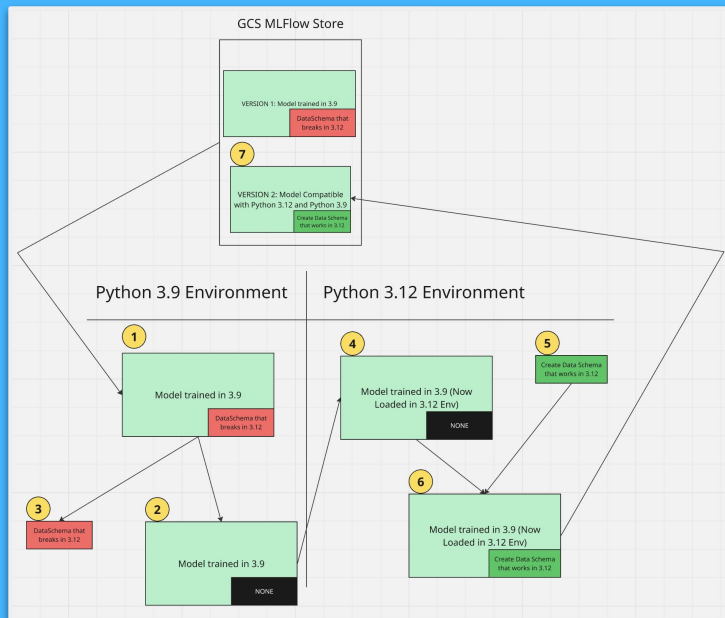 GCS MLFlow Store
VERSION 1: Model trained in 3.9
DataSchema that
breaks in 3.12
7
VERSION 2: Model Compatible
with Python 3.12 and Python 3.9
Create Data Schema
that works in 3.12
Python 3.9 Environment
Python 3.12 Environment
1
Model trained in 3.9
DataSchema that
breaks in 3.12
4
Model trained in 3.9 (Now
Loaded in 3.12 Env)
NONE
5
Create Data Schema
that works in 3.12
3
DataSchema that
breaks in 3.12
2
Model trained in 3.9
NONE
6
Model trained in 3.9 (Now
Loaded in 3.12 Env)
Create Data Schema
that works in 3.12